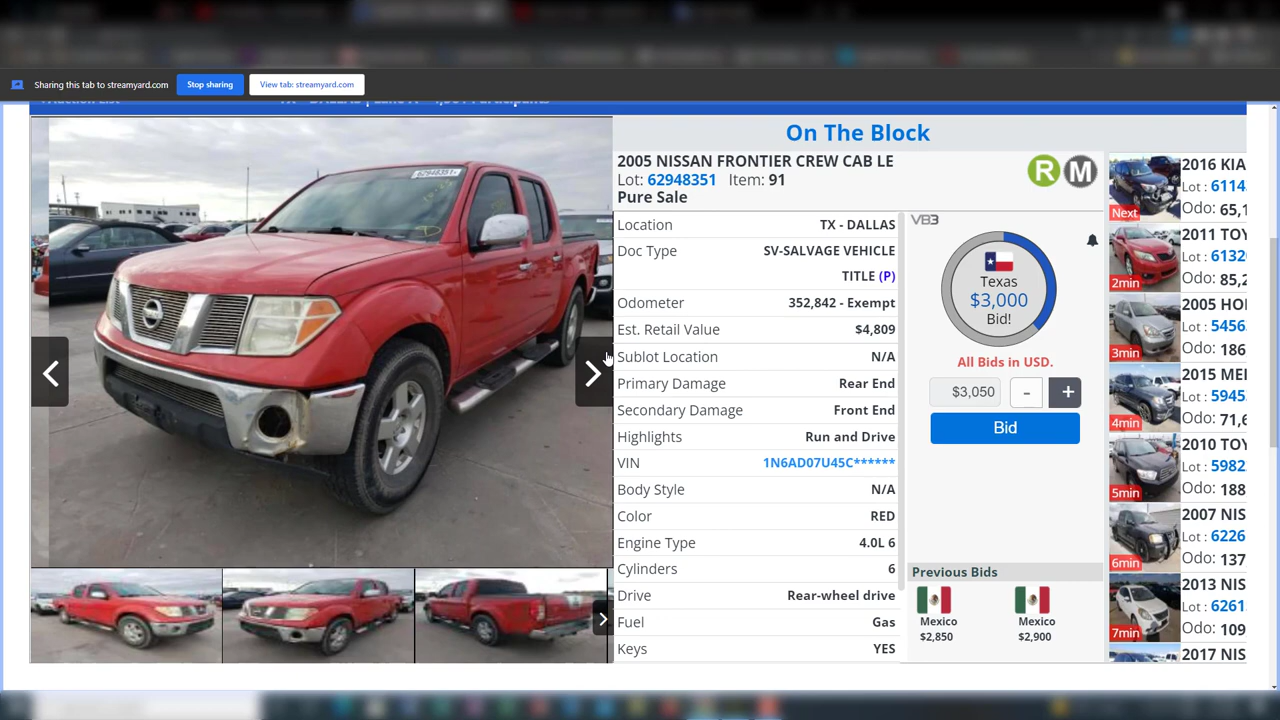 Sharing this tab to streamyard.com
Stop sharing
View tab: streamyard.com
On The Block
2005 NISSAN FRONTIER CREW CAB LE
Lot: 62948351 Item: 91
Pure Sale
R M
Location TX - DALLAS
Doc Type SV-SALVAGE VEHICLE
TITLE (P)
Odometer 352,842 - Exempt
Est. Retail Value $4,809
Sublot Location N/A
Primary Damage Rear End
Secondary Damage Front End
Highlights Run and Drive
VIN 1N6AD07U45C******
Body Style N/A
Color RED
Engine Type 4.0L 6
Cylinders 6
Drive Rear-wheel drive
Fuel Gas
Keys YES
VB3
Texas
$3,000
Bid!
All Bids in USD.
$3,050 - +
Bid
Previous Bids
Mexico
$2,850
Mexico
$2,900
2016 KIA
Lot : 6114
Odo: 65,1
Next
2011 TOY
Lot : 6132
Odo: 85,2
2min
2005 HO
Lot : 5456
Odo: 186
3min
2015 ME
Lot : 5945
Odo: 71,6
4min
2010 TOY
Lot : 5982
Odo: 188
5min
2007 NIS
Lot : 6226
Odo: 137
6min
2013 NIS
Lot : 6261
Odo: 109
7min
2017 NIS
62948351